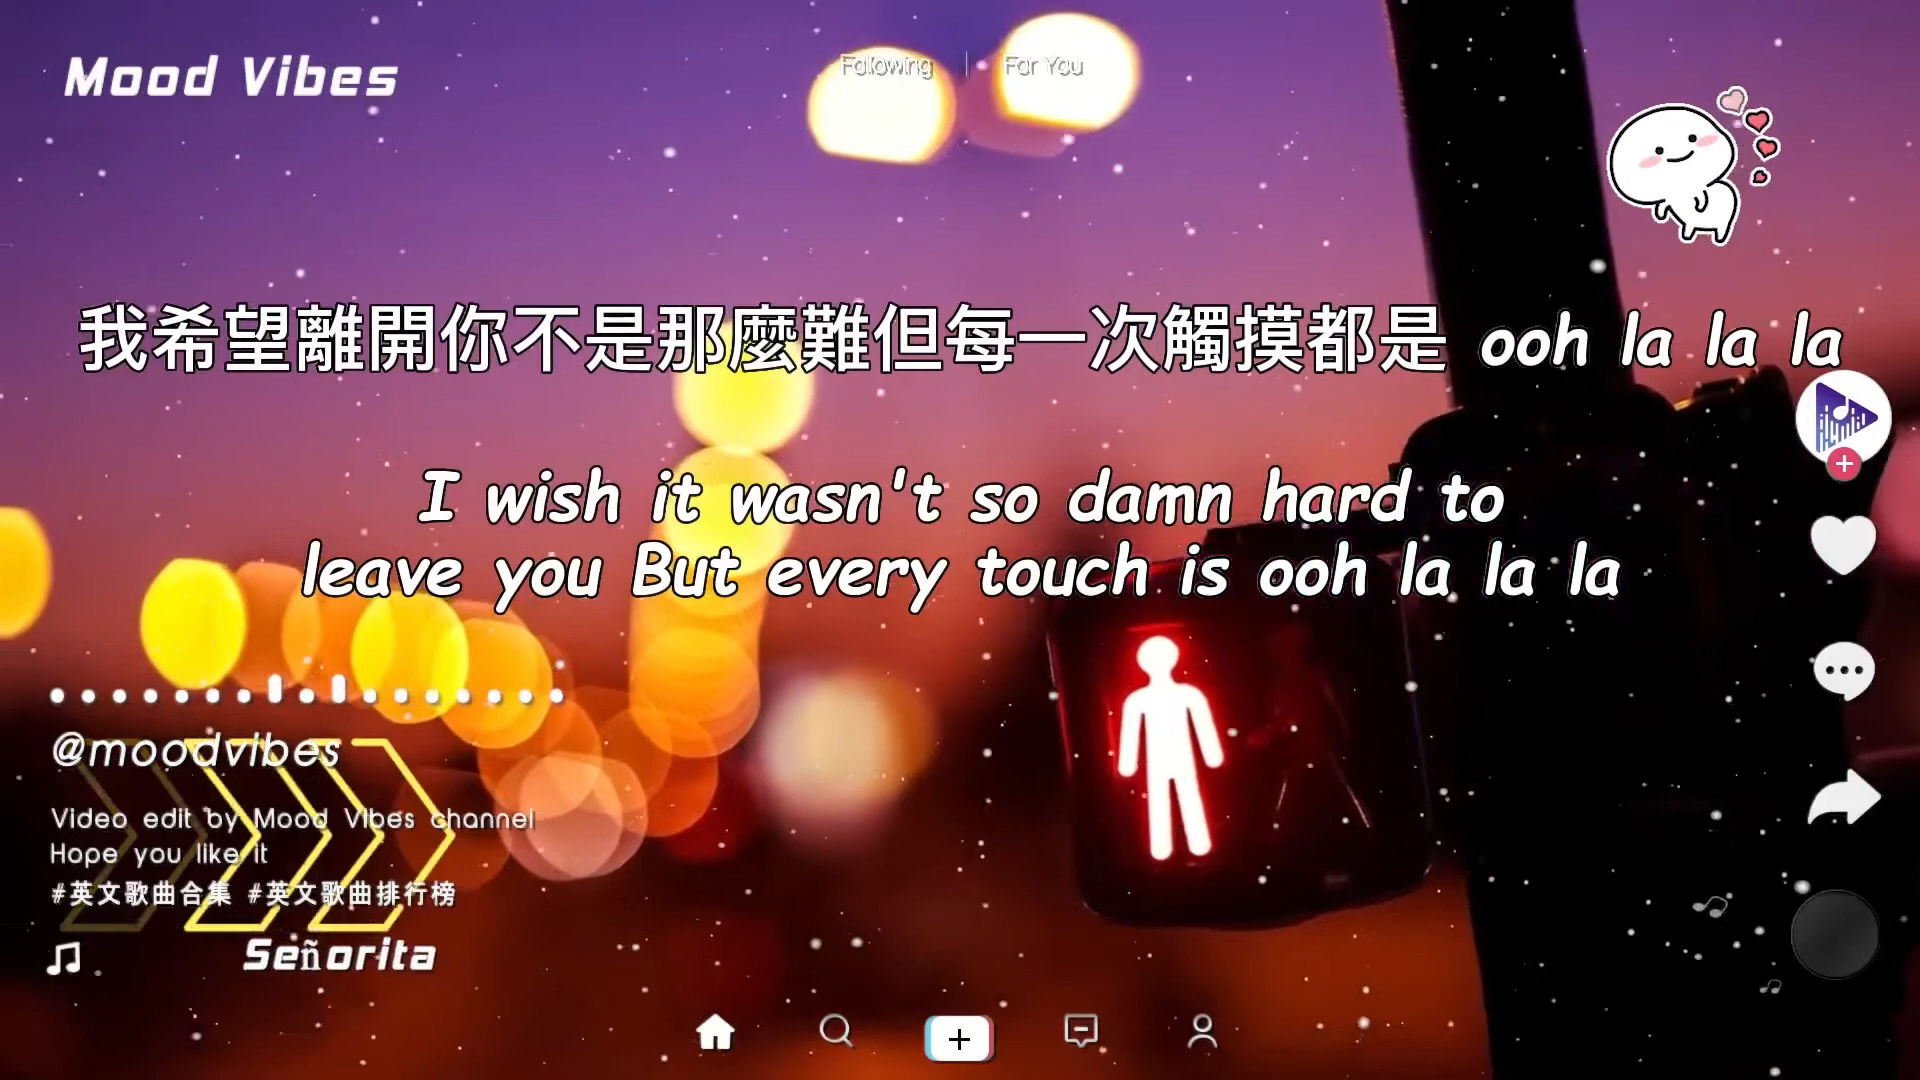 Mood Vibes
Following | For You
我希望離開你不是那麼難但每一次觸摸都是 ooh la la la
I wish it wasn't so damn hard to
leave you But every touch is ooh la la la
@moodvibes
Video edit by Mood Vibes channel
Hope you like it
#英文歌曲合集 #英文歌曲排行榜
Señorita